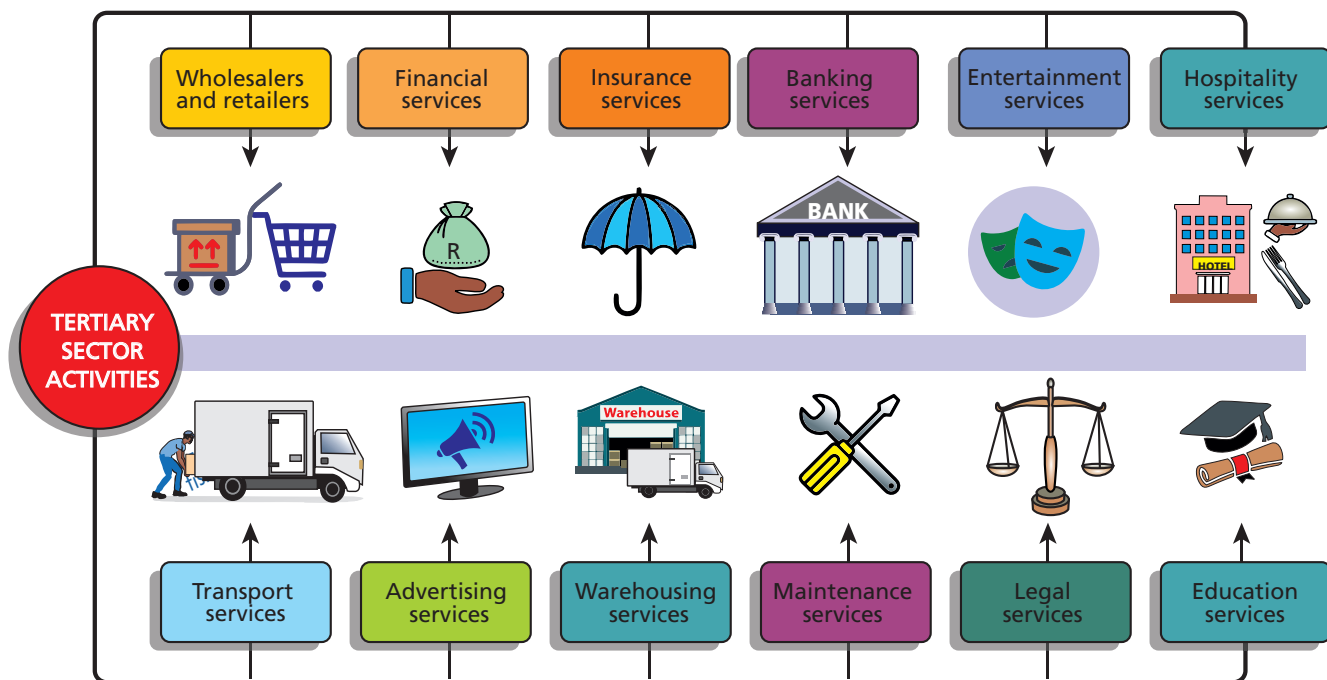 Wholesalers
and retailers
Financial
services
Insurance
services
Banking
services
Entertainment
services
Hospitality
services
R
BANK
HOTEL
TERTIARY
SECTOR
ACTIVITIES
Warehouse
Transport
services
Advertising
services
Warehousing
services
Maintenance
services
Legal
services
Education
services